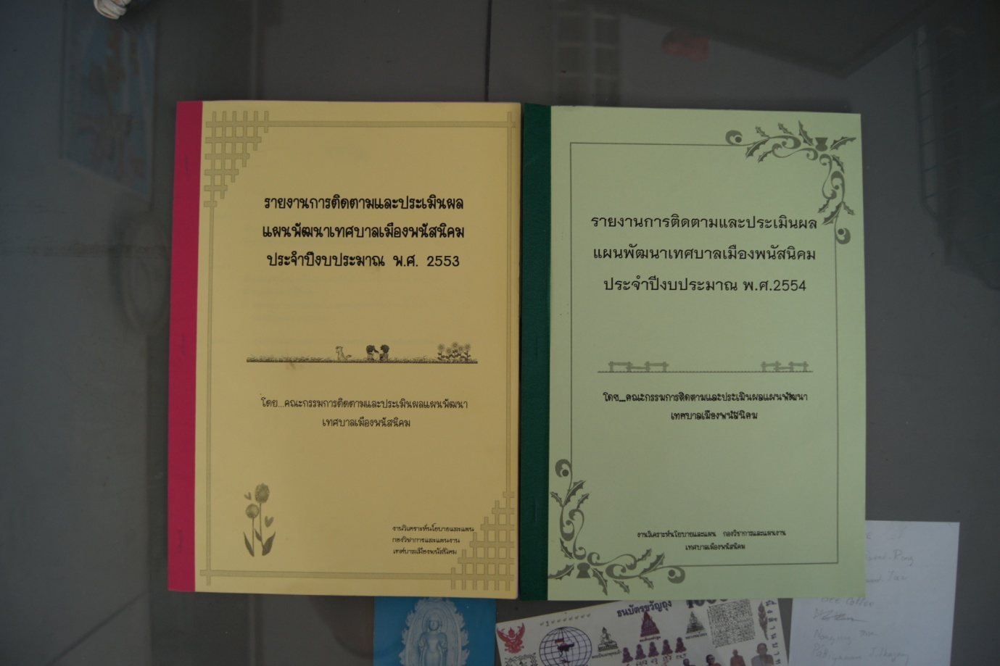 รายงานการติดตามและประเมินผล
แผนพัฒนาเทศบาลเมืองพนัสนิคม
ประจำปีงบประมาณ พ.ศ. 2553
โดย...คณะกรรมการติดตามและประเมินผลแผนพัฒนา
เทศบาลเมืองพนัสนิคม
งานวิเคราะห์นโยบายและแผน
กองวิชาการและแผนงาน
เทศบาลเมืองพนัสนิคม
รายงานการติดตามและประเมินผล
แผนพัฒนาเทศบาลเมืองพนัสนิคม
ประจำปีงบประมาณ พ.ศ.2554
โดย...คณะกรรมการติดตามและประเมินผลแผนพัฒนา
เทศบาลเมืองพนัสนิคม
งานวิเคราะห์นโยบายและแผน กองวิชาการและแผนงาน
เทศบาลเมืองพนัสนิคม
ธนบัตรขวัญถุง